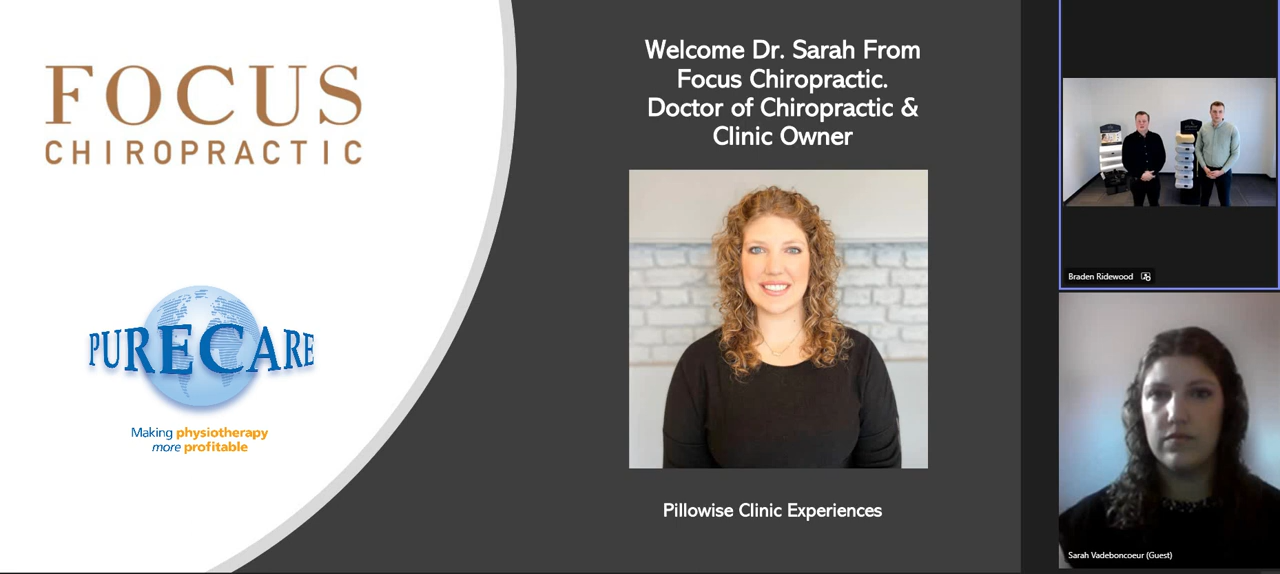 FOCUS
CHIROPRACTIC
PURECARE
Making physiotherapy
more profitable
Welcome Dr. Sarah From
Focus Chiropractic.
Doctor of Chiropractic &
Clinic Owner
Pillowise Clinic Experiences
Braden Ridewood
Sarah Vadeboncoeur (Guest)